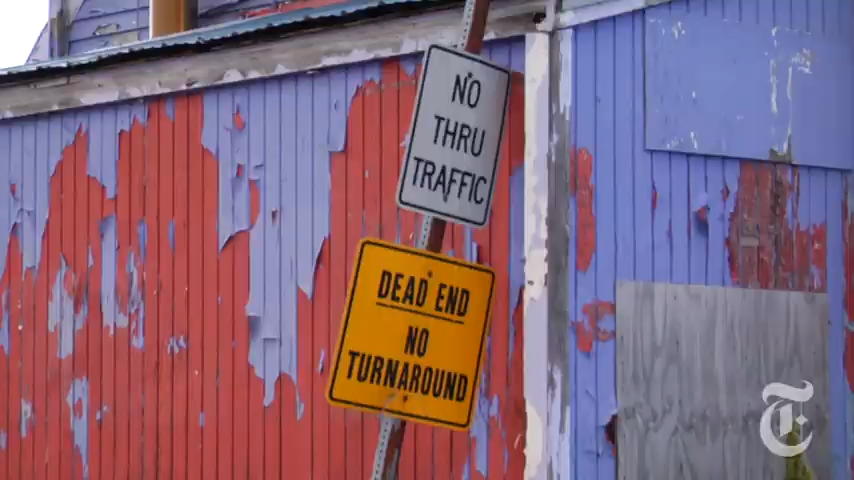 NO
THRU
TRAFFIC
DEAD END
NO
TURNAROUND
T